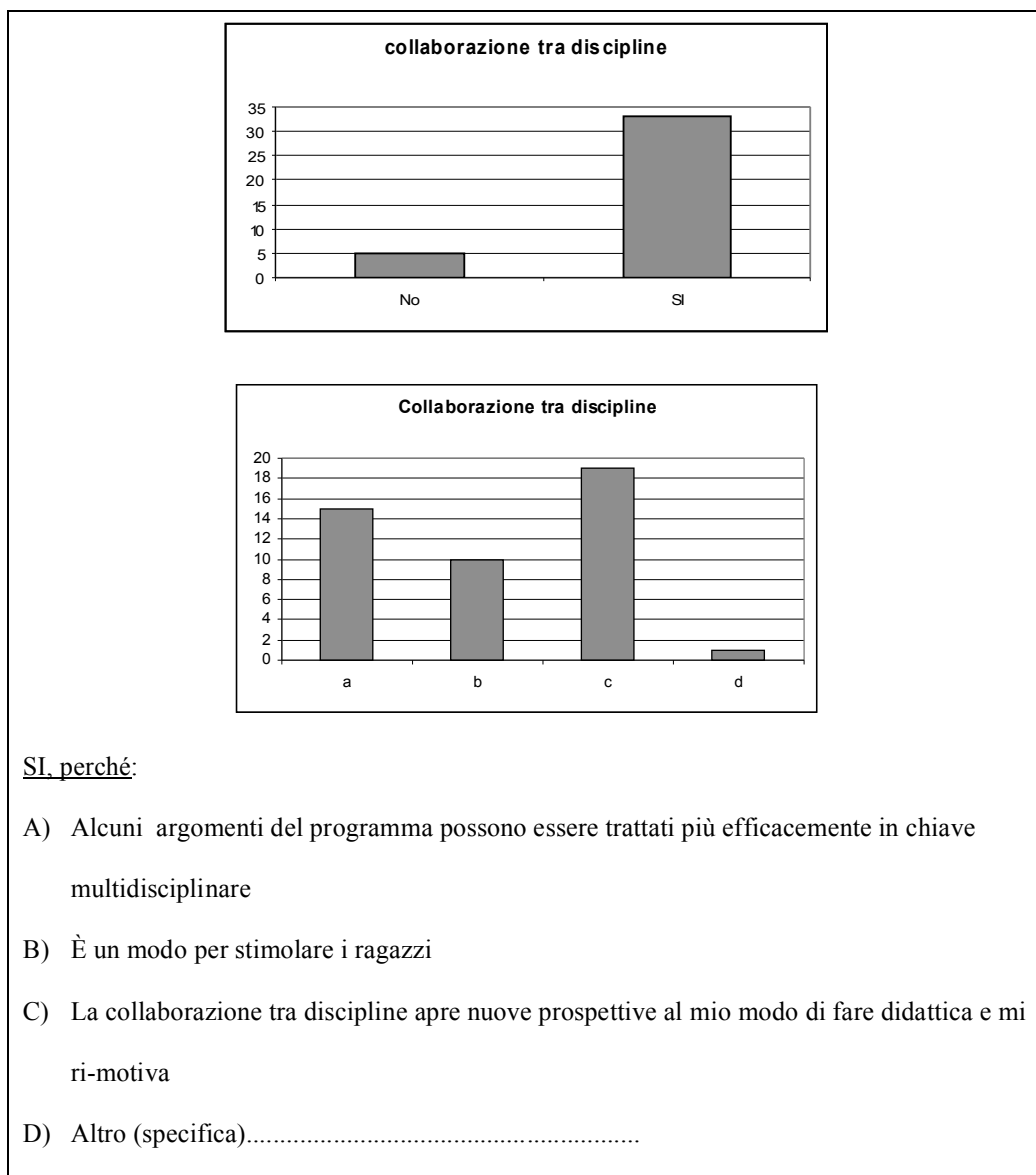 collaborazione tra discipline
35
30
25
20
15
10
5
0
No
SI
Collaborazione tra discipline
20
18
16
14
12
10
8
6
4
2
0
a
b
c
d
SI, perché:
A) Alcuni argomenti del programma possono essere trattati più efficacemente in chiave
multidisciplinare
B) È un modo per stimolare i ragazzi
C) La collaborazione tra discipline apre nuove prospettive al mio modo di fare didattica e mi
ri-motiva
D) Altro (specifica)...........................................................